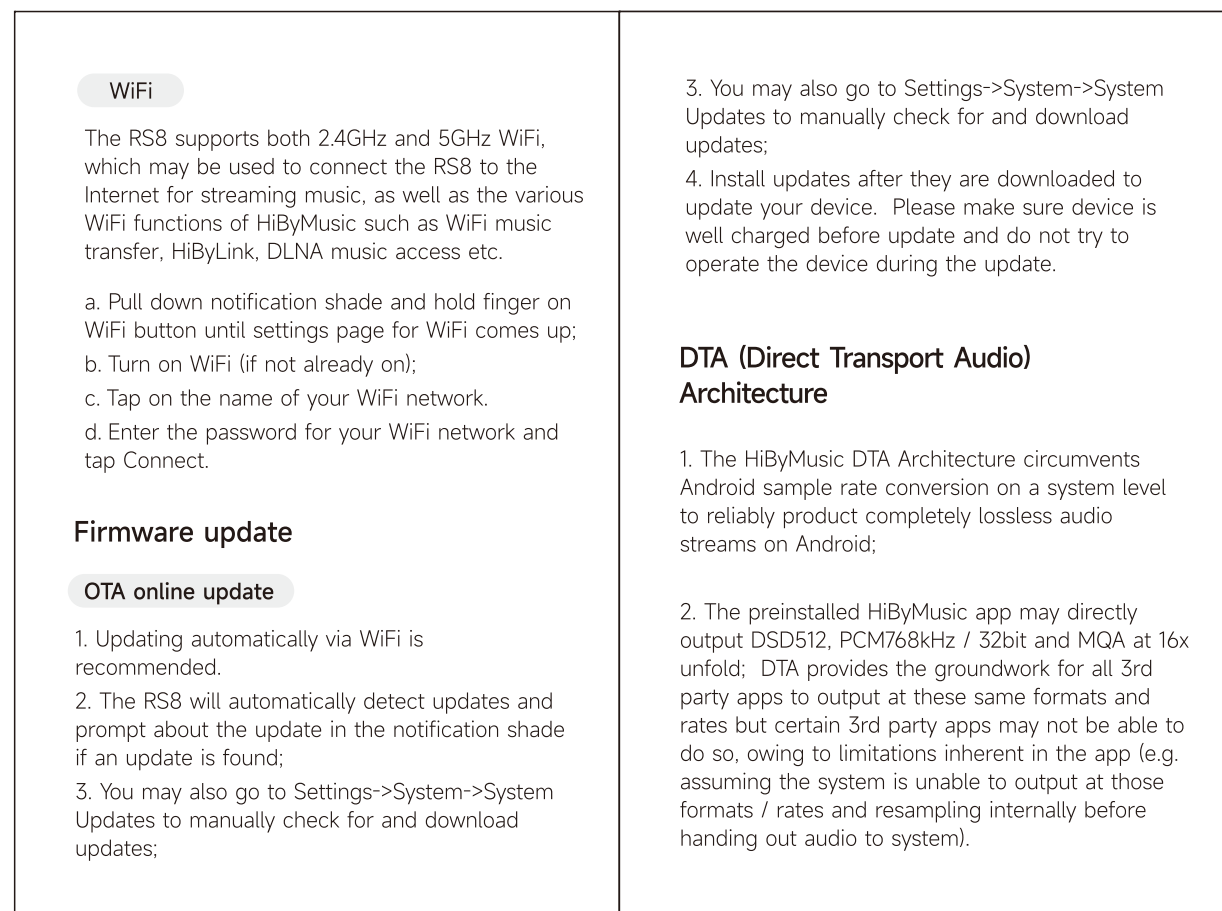 WiFi
The RS8 supports both 2.4GHz and 5GHz WiFi,
which may be used to connect the RS8 to the
Internet for streaming music, as well as the various
WiFi functions of HiByMusic such as WiFi music
transfer, HiByLink, DLNA music access etc.
a. Pull down notification shade and hold finger on
WiFi button until settings page for WiFi comes up;
b. Turn on WiFi (if not already on);
c. Tap on the name of your WiFi network.
d. Enter the password for your WiFi network and
tap Connect.
Firmware update
OTA online update
1. Updating automatically via WiFi is
recommended.
2. The RS8 will automatically detect updates and
prompt about the update in the notification shade
if an update is found;
3. You may also go to Settings->System->System
Updates to manually check for and download
updates;
3. You may also go to Settings->System->System
Updates to manually check for and download
updates;
4. Install updates after they are downloaded to
update your device.  Please make sure device is
well charged before update and do not try to
operate the device during the update.
DTA (Direct Transport Audio)
Architecture
1. The HiByMusic DTA Architecture circumvents
Android sample rate conversion on a system level
to reliably product completely lossless audio
streams on Android;
2. The preinstalled HiByMusic app may directly
output DSD512, PCM768kHz / 32bit and MQA at 16x
unfold;  DTA provides the groundwork for all 3rd
party apps to output at these same formats and
rates but certain 3rd party apps may not be able to
do so, owing to limitations inherent in the app (e.g.
assuming the system is unable to output at those
formats / rates and resampling internally before
handing out audio to system).